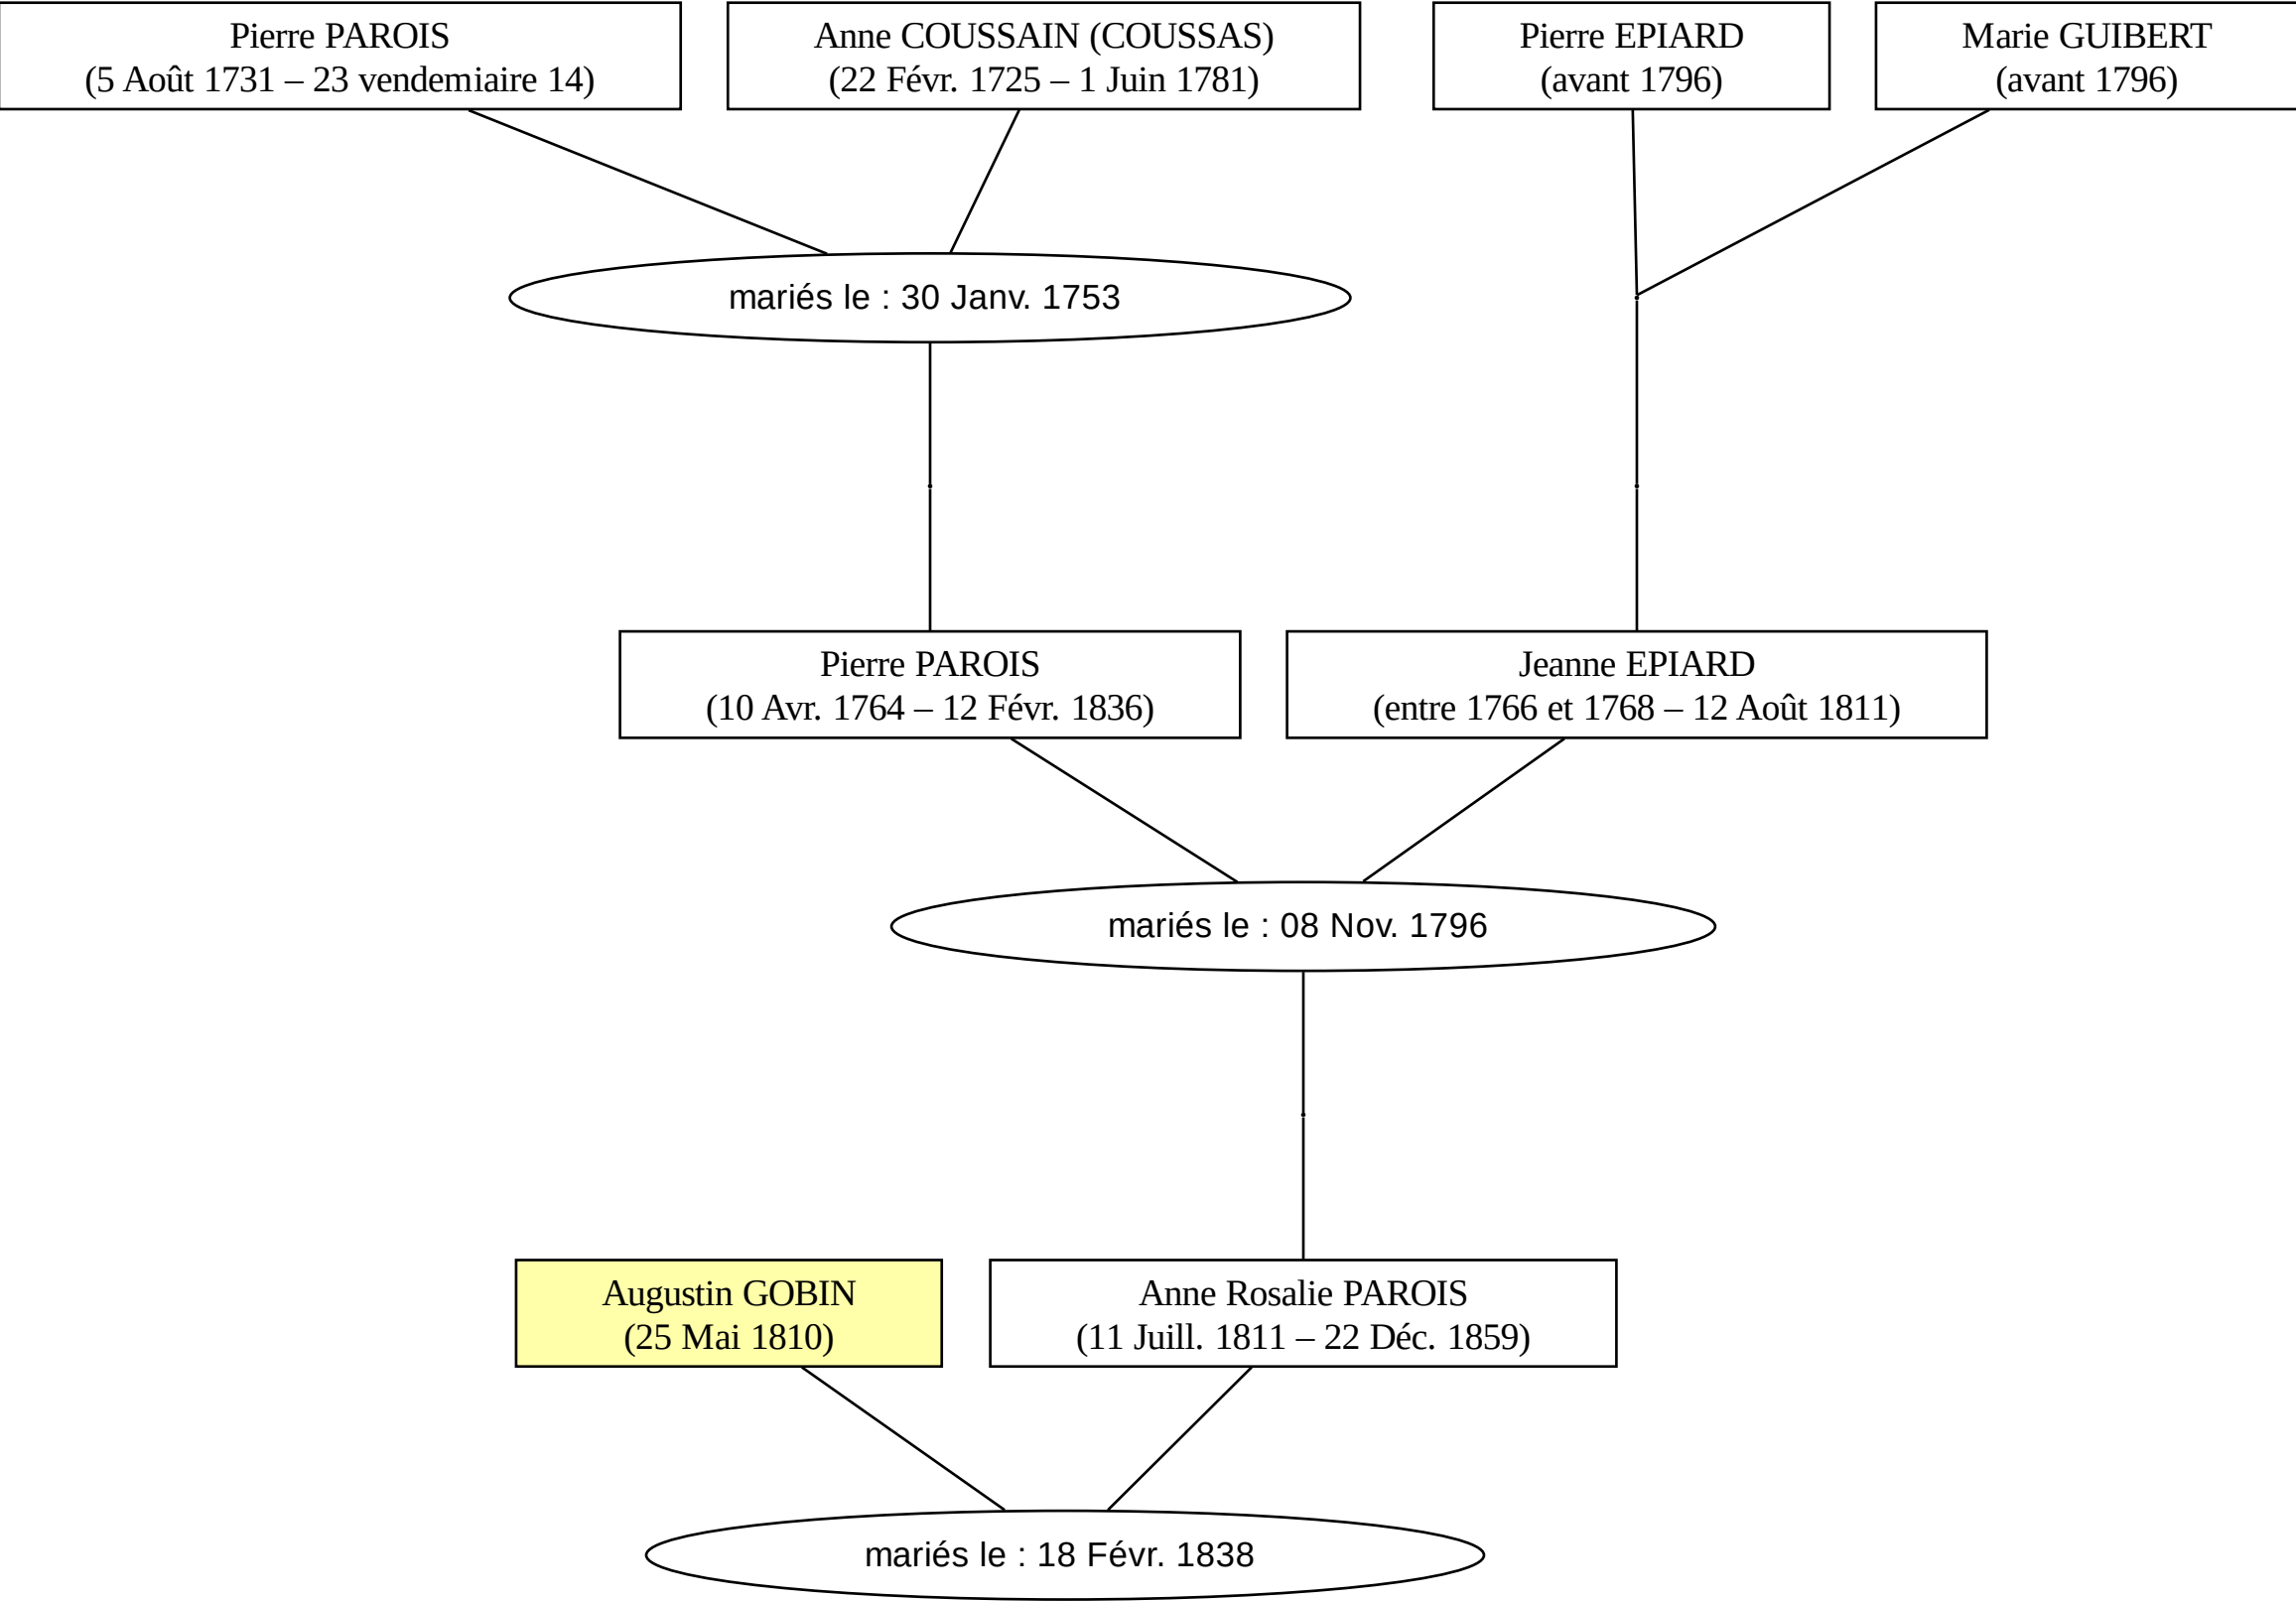 Pierre PAROIS
(5 Août 1731 – 23 vendemiaire 14)
Anne COUSSAIN (COUSSAS)
(22 Févr. 1725 – 1 Juin 1781)
Pierre EPIARD
(avant 1796)
Marie GUIBERT
(avant 1796)
mariés le : 30 Janv. 1753
Pierre PAROIS
(10 Avr. 1764 – 12 Févr. 1836)
Jeanne EPIARD
(entre 1766 et 1768 – 12 Août 1811)
mariés le : 08 Nov. 1796
Augustin GOBIN
(25 Mai 1810)
Anne Rosalie PAROIS
(11 Juill. 1811 – 22 Déc. 1859)
mariés le : 18 Févr. 1838